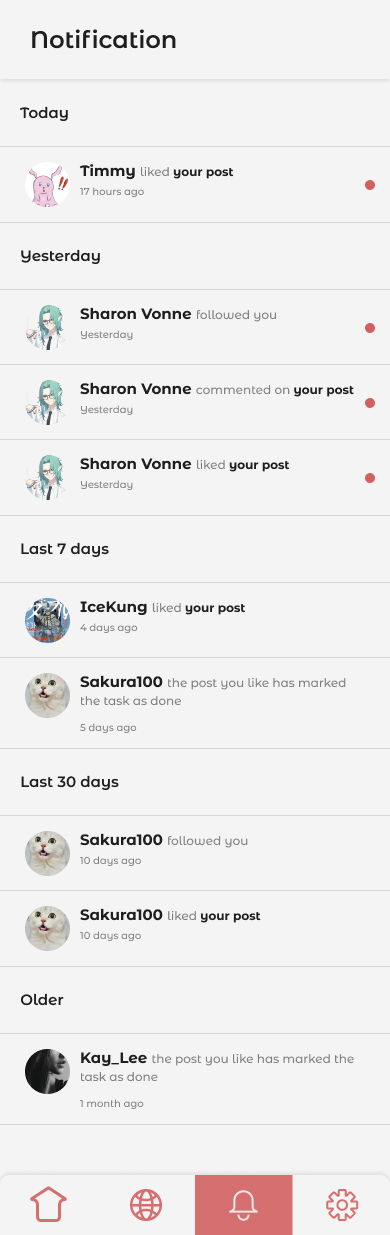 Notification
Today
Timmy liked your post
17 hours ago
Yesterday
Sharon Vonne followed you
Yesterday
Sharon Vonne commented on your post
Yesterday
Sharon Vonne liked your post
Yesterday
Last 7 days
IceKung liked your post
4 days ago
Sakura100 the post you like has marked
the task as done
5 days ago
Last 30 days
Sakura100 followed you
10 days ago
Sakura100 liked your post
10 days ago
Older
Kay_Lee the post you like has marked the
task as done
1 month ago